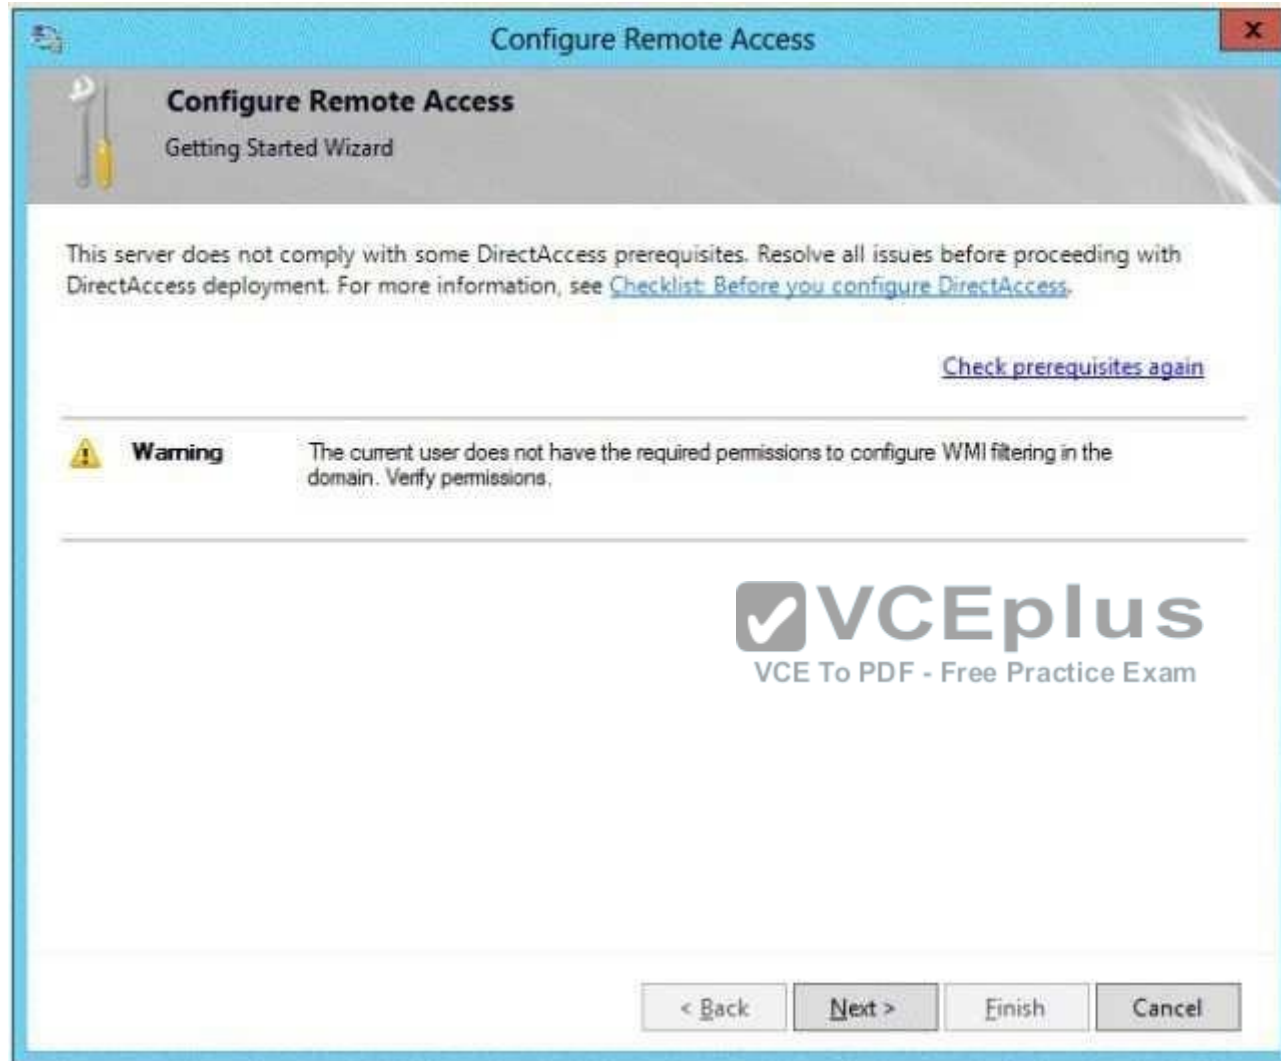 Configure Remote Access
x
Configure Remote Access
Getting Started Wizard
This server does not comply with some DirectAccess prerequisites. Resolve all issues before proceeding with
DirectAccess deployment. For more information, see Checklist: Before you configure DirectAccess.
Check prerequisites again
Warning The current user does not have the required permissions to configure WMI filtering in the
domain. Verify permissions.
VCEplus
VCE To PDF - Free Practice Exam
< Back Next > Finish Cancel